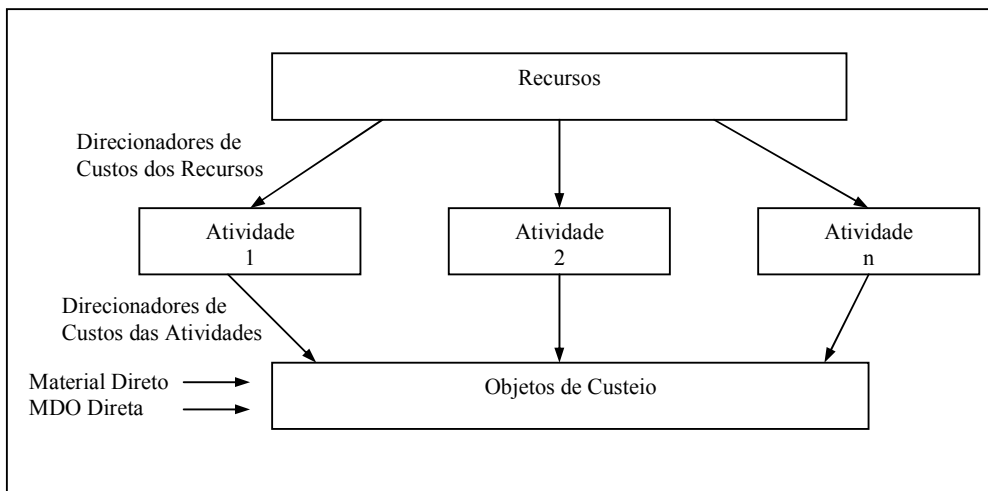 Recursos
Direcionadores de
Custos dos Recursos
Atividade
1
Atividade
2
Atividade
n
Direcionadores de
Custos das Atividades
Material Direto
MDO Direta
Objetos de Custeio